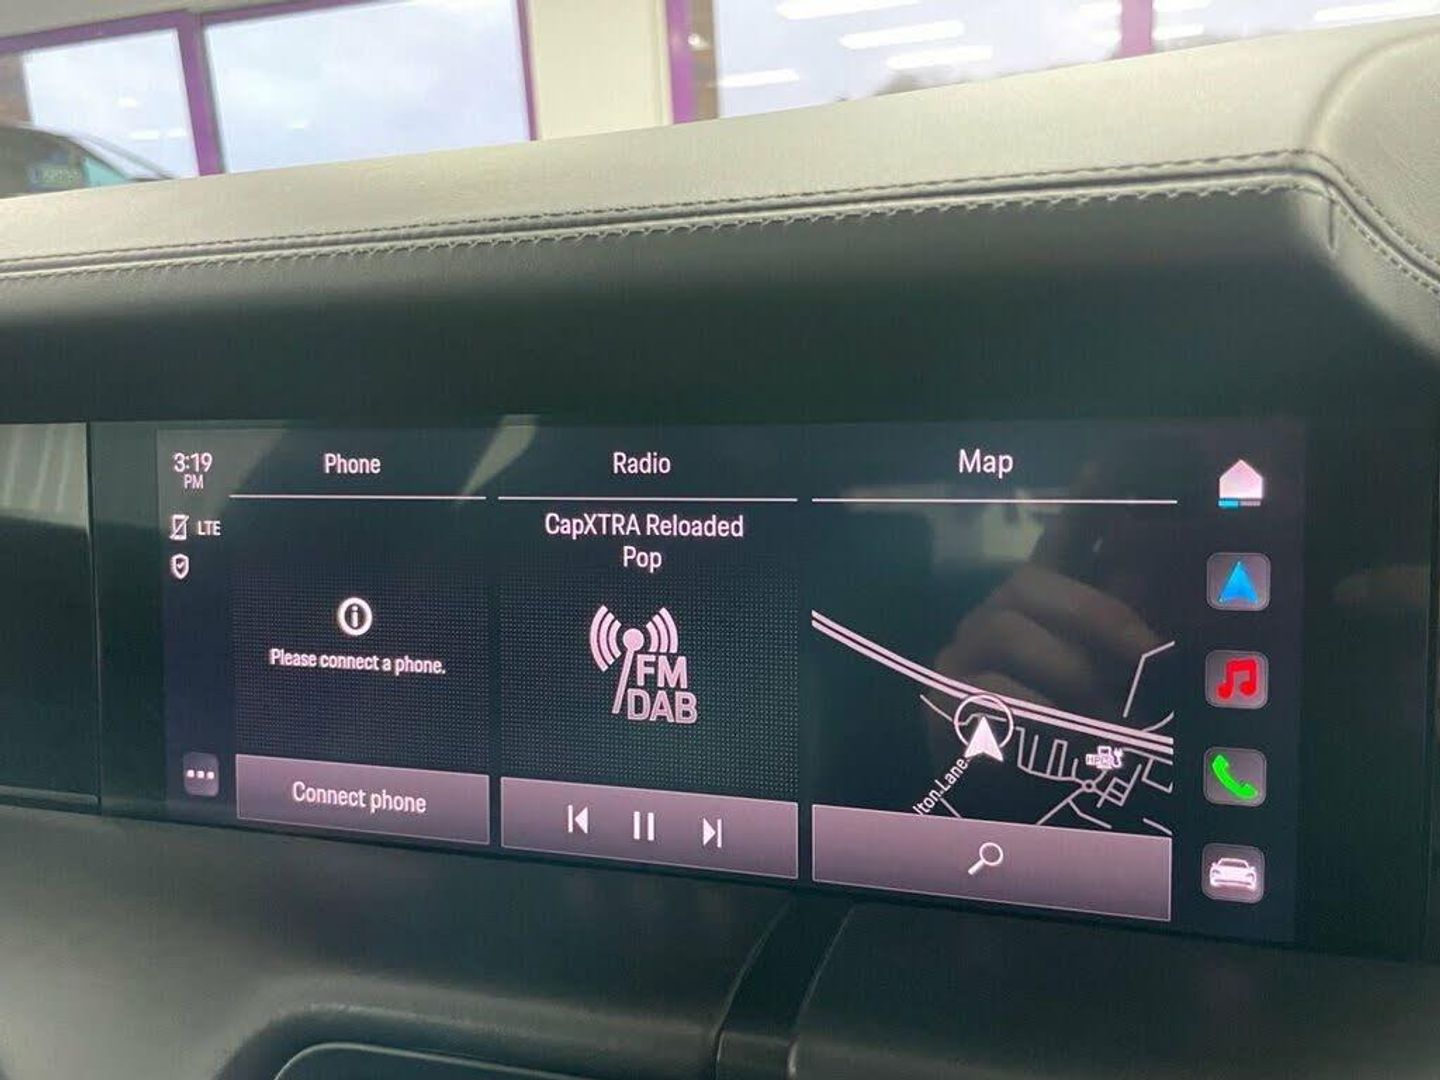 3:19
PM
LTE
Phone
Please connect a phone.
Connect phone
Radio
CapXTRA Reloaded
Pop
FM
DAB
Map
lton Lane
HPC